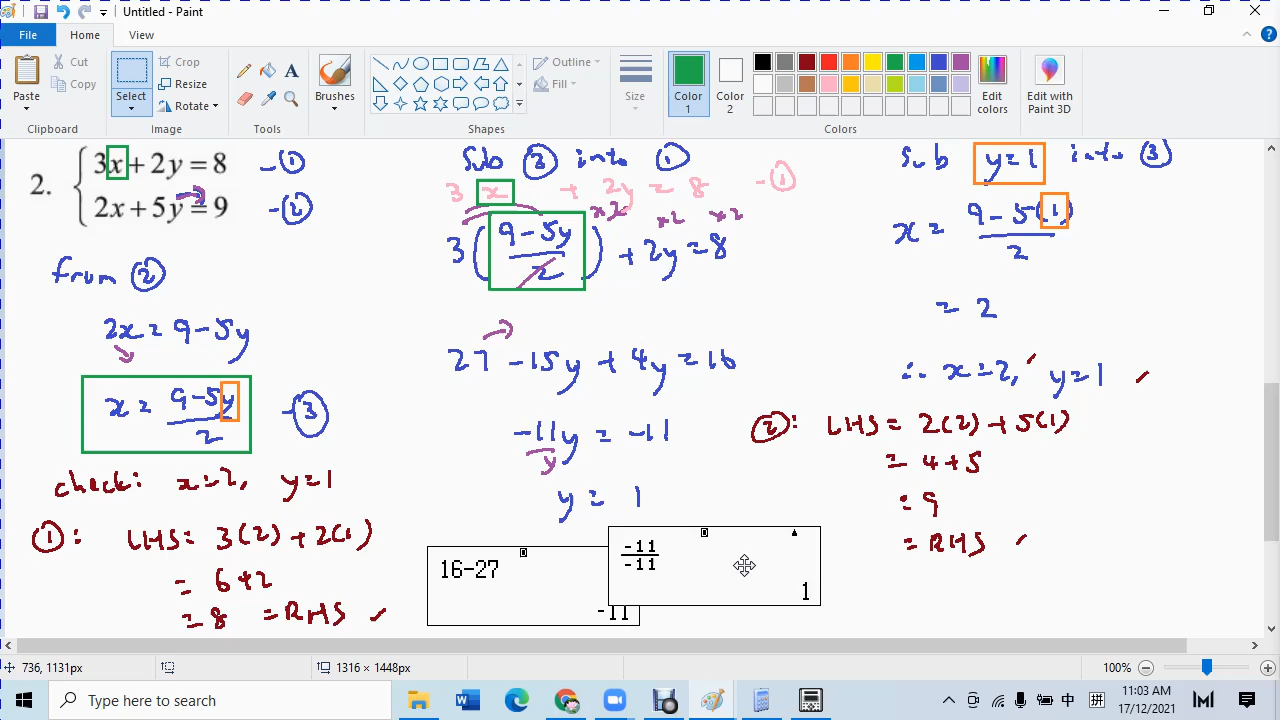 Untitled - Paint
File Home View
Paste Cut Copy Clipboard
Select Crop Resize Rotate Image
Tools
Brushes
Outline Fill Shapes
Size
Color 1 Color 2 Edit colors Colors
Edit with Paint 3D
2. { 3x + 2y = 8 -①
2x + 5y = 9 -②
from ②
2x = 9 - 5y
x = (9-5y)/2 -③
check: x=2, y=1
①: LHS = 3(2) + 2(1)
= 6+2
= 8 = RHS ✓
Sub ③ into ①
3 x + 2y = 8 -①
×2 ×2 ×2
3((9-5y)/2) + 2y = 8
27 - 15y + 4y = 16
-11y = -11
y = 1
16-27
-11
-11/-11
1
Sub y=1 into ③
x = (9-5(1))/2
= 2
∴ x=2, y=1
②: LHS = 2(2) + 5(1)
= 4+5
= 9
= RHS ✓
736, 1131px 1316 × 1448px 100%
Type here to search
中 拼
11:03 AM
17/12/2021